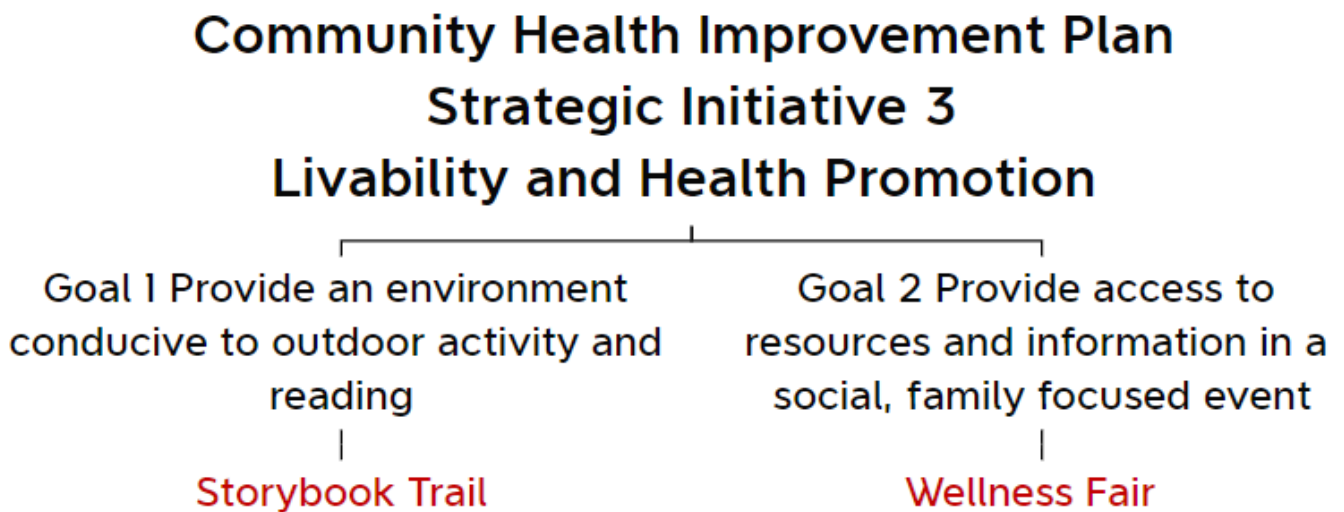 Community Health Improvement Plan
Strategic Initiative 3
Livability and Health Promotion
Goal 1 Provide an environment
conducive to outdoor activity and
reading
Storybook Trail
Goal 2 Provide access to
resources and information in a
social, family focused event
Wellness Fair